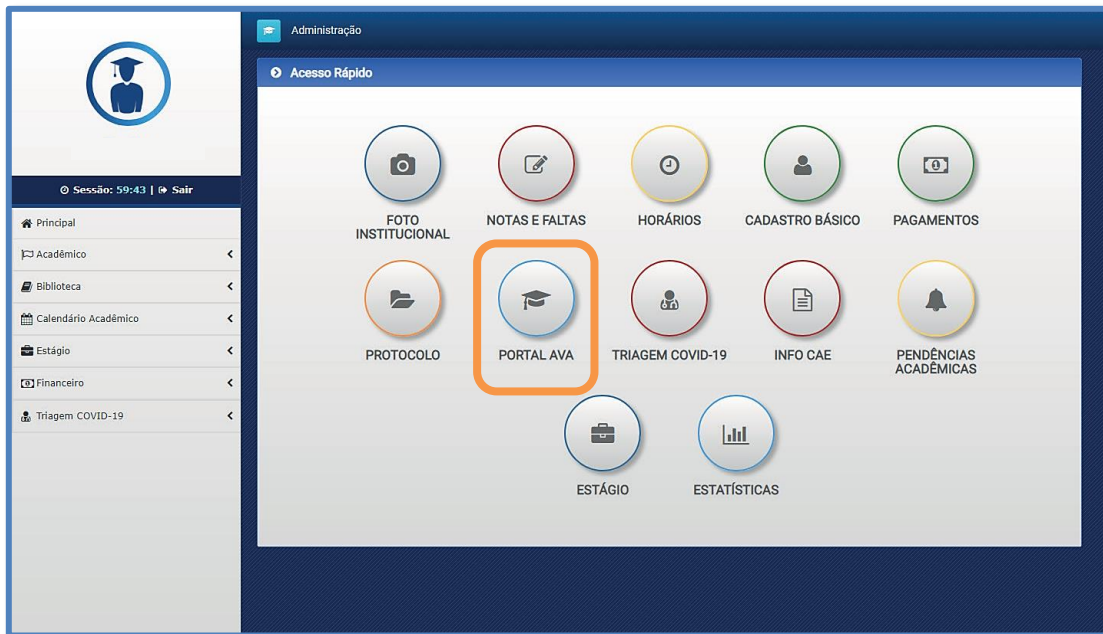 Administração
Acesso Rápido
Sessão: 59:43 | Sair
Principal
Acadêmico
Biblioteca
Calendário Acadêmico
Estágio
Financeiro
Triagem COVID-19
FOTO
INSTITUCIONAL
NOTAS E FALTAS
HORÁRIOS
CADASTRO BÁSICO
PAGAMENTOS
PROTOCOLO
PORTAL AVA
TRIAGEM COVID-19
INFO CAE
PENDÊNCIAS
ACADÊMICAS
ESTÁGIO
ESTATÍSTICAS